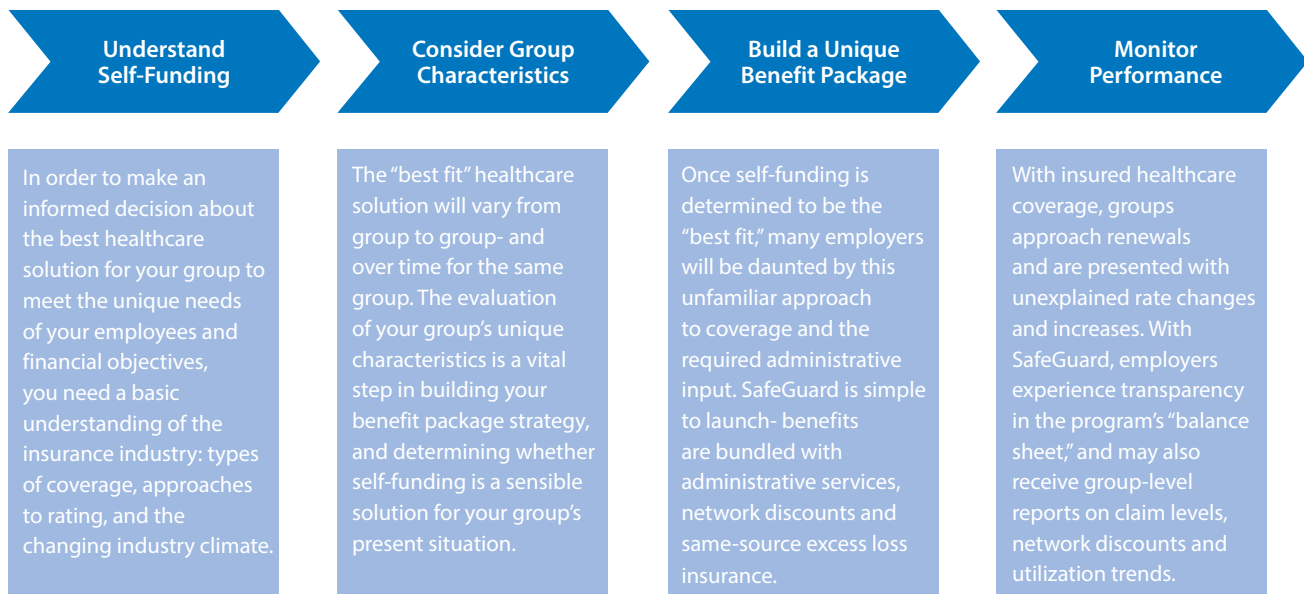 Understand
Self-Funding
Consider Group
Characteristics
Build a Unique
Benefit Package
Monitor
Performance
In order to make an
informed decision about
the best healthcare
solution for your group to
meet the unique needs
of your employees and
financial objectives,
you need a basic
understanding of the
insurance industry: types
of coverage, approaches
to rating, and the
changing industry climate.
The “best fit” healthcare
solution will vary from
group to group- and
over time for the same
group. The evaluation
of your group’s unique
characteristics is a vital
step in building your
benefit package strategy,
and determining whether
self-funding is a sensible
solution for your group’s
present situation.
Once self-funding is
determined to be the
“best fit,” many employers
will be daunted by this
unfamiliar approach
to coverage and the
required administrative
input. SafeGuard is simple
to launch- benefits
are bundled with
administrative services,
network discounts and
same-source excess loss
insurance.
With insured healthcare
coverage, groups
approach renewals
and are presented with
unexplained rate changes
and increases. With
SafeGuard, employers
experience transparency
in the program’s “balance
sheet,” and may also
receive group-level
reports on claim levels,
network discounts and
utilization trends.